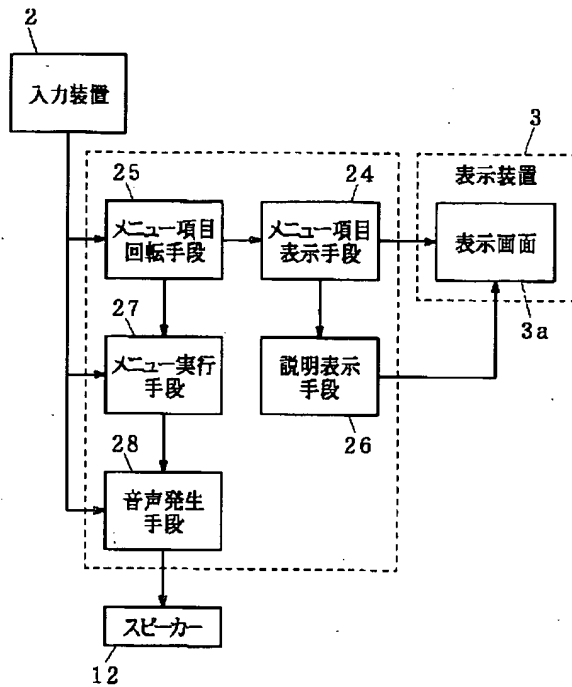 2
入力装置
25
メニュー項目
回転手段
24
メニュー項目
表示手段
3
表示装置
表示画面
3a
27
メニュー実行
手段
説明表示
手段
26
28
音声発生
手段
スピーカー
12